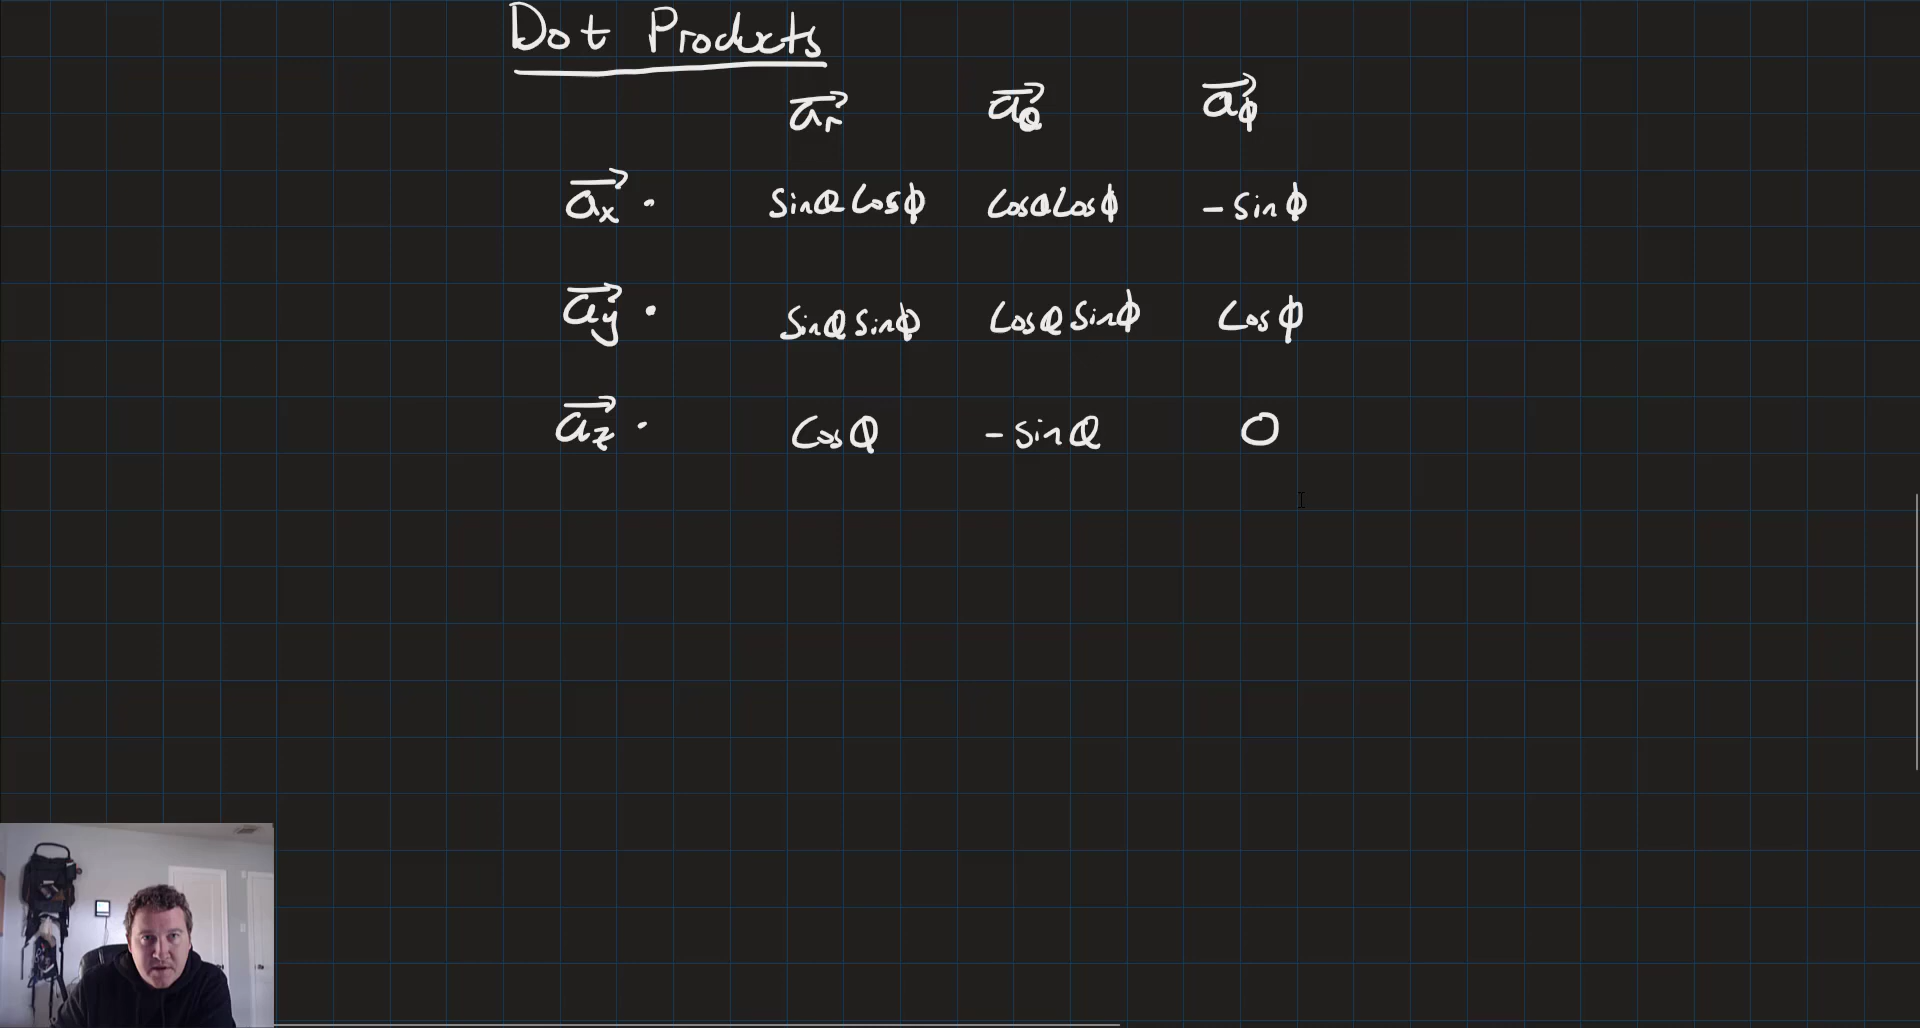 Dot Products
a⃗r a⃗θ a⃗ϕ
a⃗x · sinθ cosϕ cosθ cosϕ - sinϕ
a⃗y · sinθ sinϕ cosθ sinϕ cosϕ
a⃗z · cosθ - sinθ 0